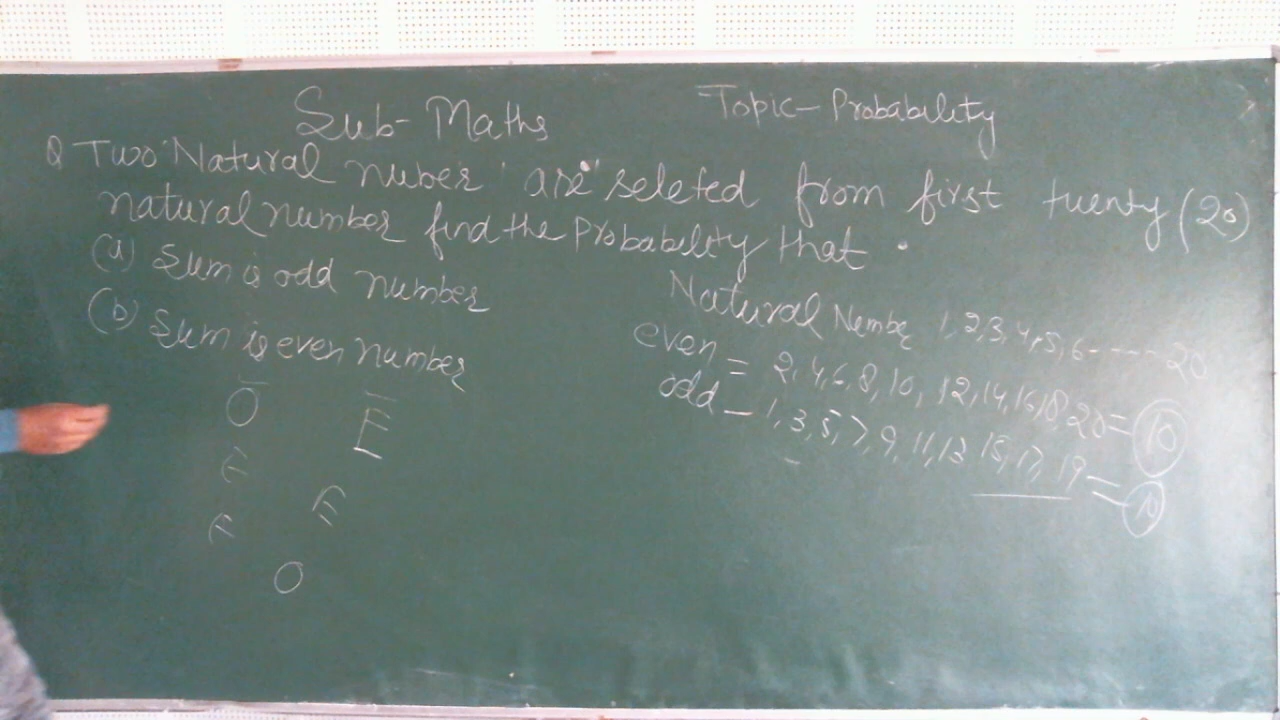 Sub- Maths
Topic- Probability
Q Two Natural nuber are seleted from first tuenty (20)
natural number find the Probability that .
(a) Sum is odd number
(b) Sum is even number
Natural Nembe 1,2,3,4,5,6-----20
even = 2,4,6,8,10, 12,14,16,18,20= 10
odd - 1,3,5,7,9,11,13 15,17, 19 = 10
O E
E
E E
O